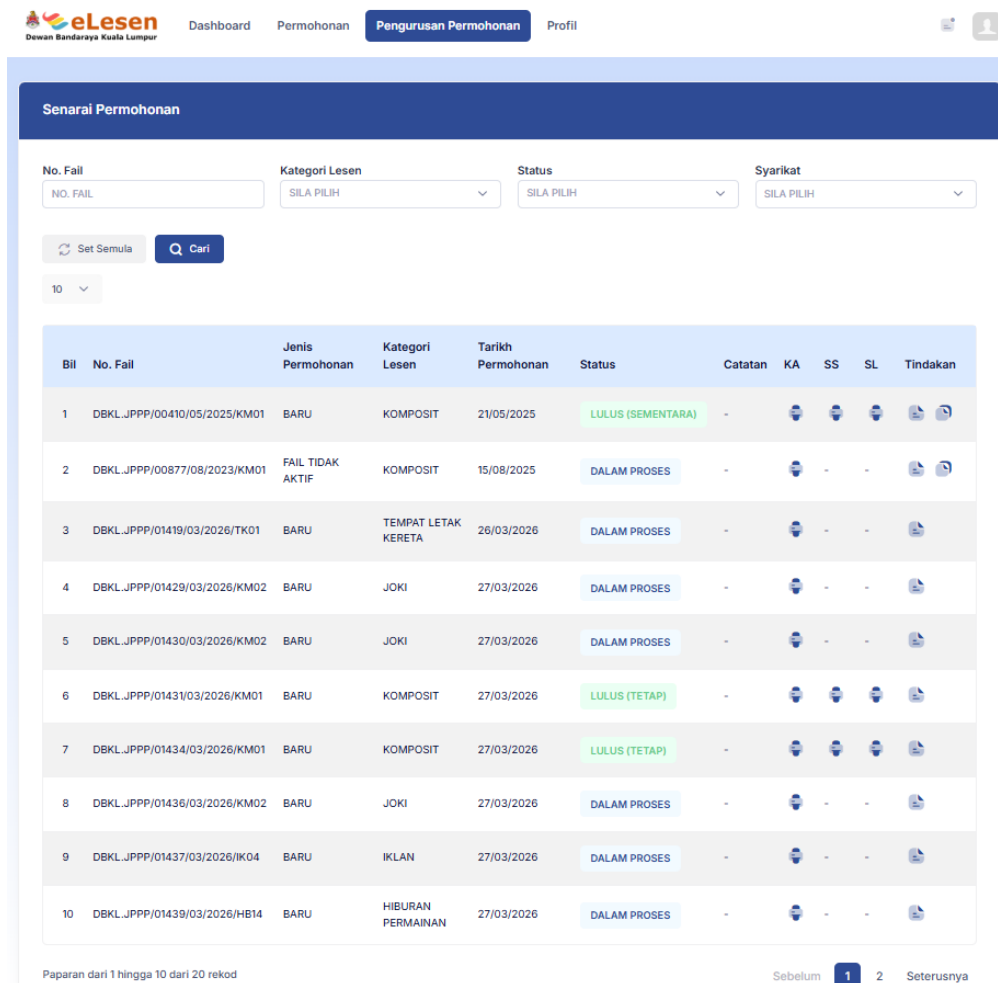 eLesen
Dewan Bandaraya Kuala Lumpur
Dashboard Permohonan Pengurusan Permohonan Profil
Senarai Permohonan
No. Fail Kategori Lesen Status Syarikat
NO. FAIL SILA PILIH SILA PILIH SILA PILIH
Set Semula Cari
10
Bil No. Fail Jenis Permohonan Kategori Lesen Tarikh Permohonan Status Catatan KA SS SL Tindakan
1 DBKL.JPPP/00410/05/2025/KM01 BARU KOMPOSIT 21/05/2025 LULUS (SEMENTARA) -
2 DBKL.JPPP/00877/08/2023/KM01 FAIL TIDAK AKTIF KOMPOSIT 15/08/2025 DALAM PROSES - - -
3 DBKL.JPPP/01419/03/2026/TK01 BARU TEMPAT LETAK KERETA 26/03/2026 DALAM PROSES - - -
4 DBKL.JPPP/01429/03/2026/KM02 BARU JOKI 27/03/2026 DALAM PROSES - - -
5 DBKL.JPPP/01430/03/2026/KM02 BARU JOKI 27/03/2026 DALAM PROSES - - -
6 DBKL.JPPP/01431/03/2026/KM01 BARU KOMPOSIT 27/03/2026 LULUS (TETAP) -
7 DBKL.JPPP/01434/03/2026/KM01 BARU KOMPOSIT 27/03/2026 LULUS (TETAP) -
8 DBKL.JPPP/01436/03/2026/KM02 BARU JOKI 27/03/2026 DALAM PROSES - - -
9 DBKL.JPPP/01437/03/2026/IK04 BARU IKLAN 27/03/2026 DALAM PROSES - - -
10 DBKL.JPPP/01439/03/2026/HB14 BARU HIBURAN PERMAINAN 27/03/2026 DALAM PROSES - - -
Paparan dari 1 hingga 10 dari 20 rekod Sebelum 1 2 Seterusnya